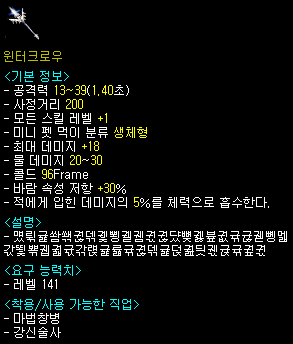 윈터크로우
<기본 정보>
- 공격력 13~39(1.40초)
- 사정거리 200
- 모든 스킬 레벨 +1
- 미니 펫 먹이 분류 생체형
- 최대 데미지 +18
- 물 데미지 20~30
- 콜드 96Frame
- 바람 속성 저항 +30%
- 적에게 입힌 데미지의 5%를 체력으로 흡수한다.
<설명>
-
<요구 능력치>
- 레벨 141
<착용/사용 가능한 직업>
- 마법창병
- 강신술사